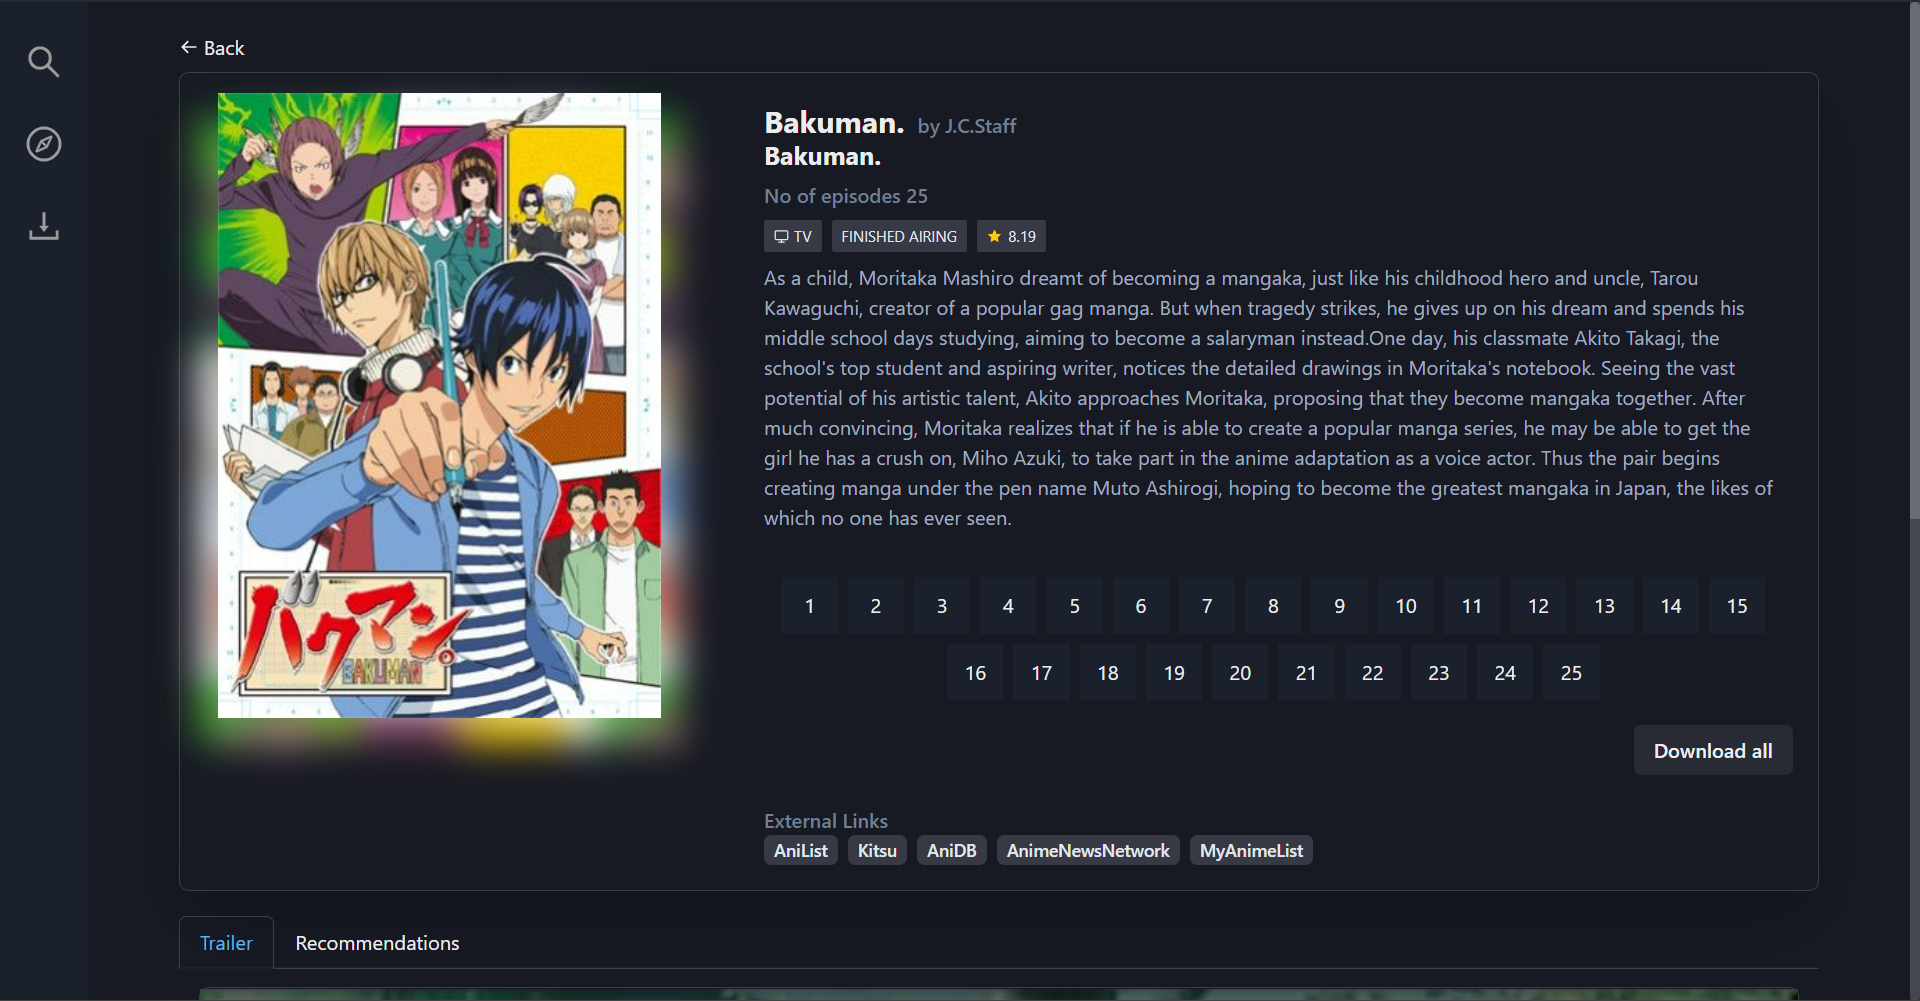 ← Back
バクマン。
BAKUMAN
Bakuman. by J.C.Staff
Bakuman.
No of episodes 25
TV FINISHED AIRING 8.19
As a child, Moritaka Mashiro dreamt of becoming a mangaka, just like his childhood hero and uncle, Tarou
Kawaguchi, creator of a popular gag manga. But when tragedy strikes, he gives up on his dream and spends his
middle school days studying, aiming to become a salaryman instead.One day, his classmate Akito Takagi, the
school's top student and aspiring writer, notices the detailed drawings in Moritaka's notebook. Seeing the vast
potential of his artistic talent, Akito approaches Moritaka, proposing that they become mangaka together. After
much convincing, Moritaka realizes that if he is able to create a popular manga series, he may be able to get the
girl he has a crush on, Miho Azuki, to take part in the anime adaptation as a voice actor. Thus the pair begins
creating manga under the pen name Muto Ashirogi, hoping to become the greatest mangaka in Japan, the likes of
which no one has ever seen.
1 2 3 4 5 6 7 8 9 10 11 12 13 14 15
16 17 18 19 20 21 22 23 24 25
Download all
External Links
AniList Kitsu AniDB AnimeNewsNetwork MyAnimeList
Trailer Recommendations